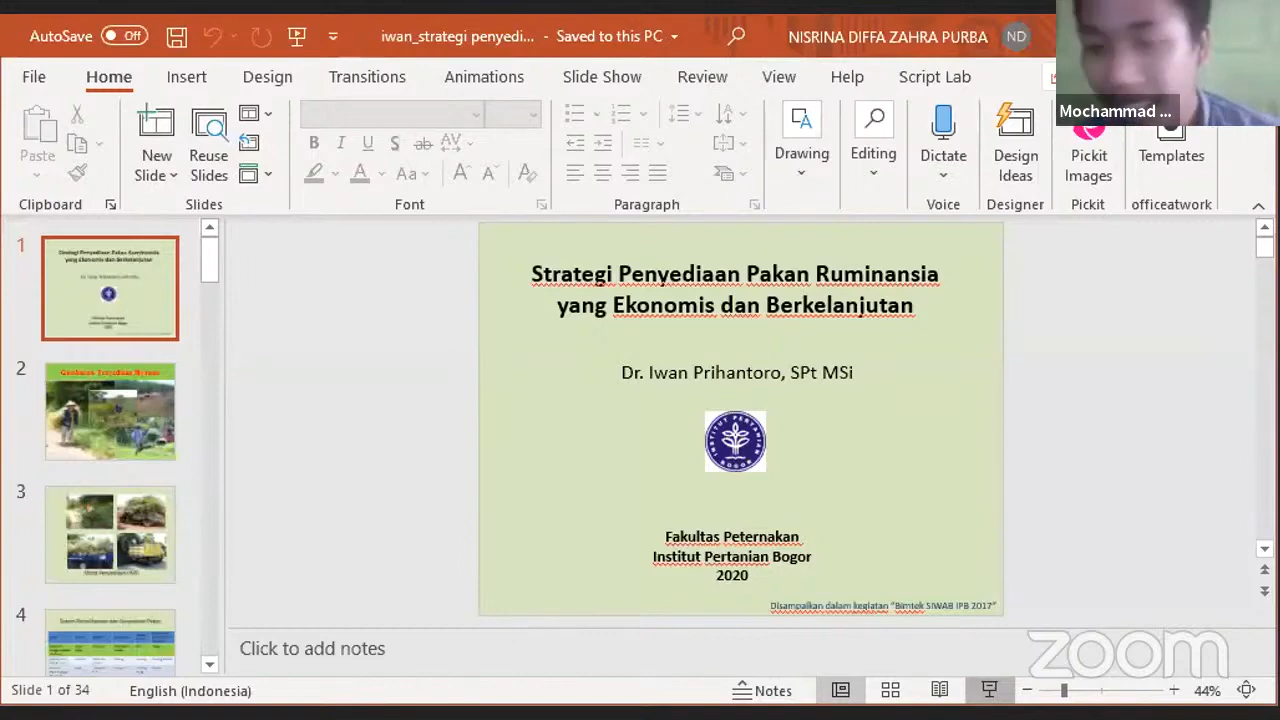 AutoSave Off
iwan_strategi penyedi... - Saved to this PC
NISRINA DIFFA ZAHRA PURBA ND
File Home Insert Design Transitions Animations Slide Show Review View Help Script Lab
Mochammad ...
Paste
New Slide
Reuse Slides
Drawing
Editing
Dictate
Design Ideas
Pickit Images
Templates
Clipboard Slides Font Paragraph Voice Designer Pickit officeatwork
1
2
3
4
Strategi Penyediaan Pakan Ruminansia
yang Ekonomis dan Berkelanjutan
Dr. Iwan Prihantoro, SPt MSi
INSTITUT PERTANIAN BOGOR
Fakultas Peternakan
Institut Pertanian Bogor
2020
Disampaikan dalam kegiatan "Bimtek SIWAB IPB 2017"
Click to add notes
zoom
Slide 1 of 34 English (Indonesia) Notes 44%